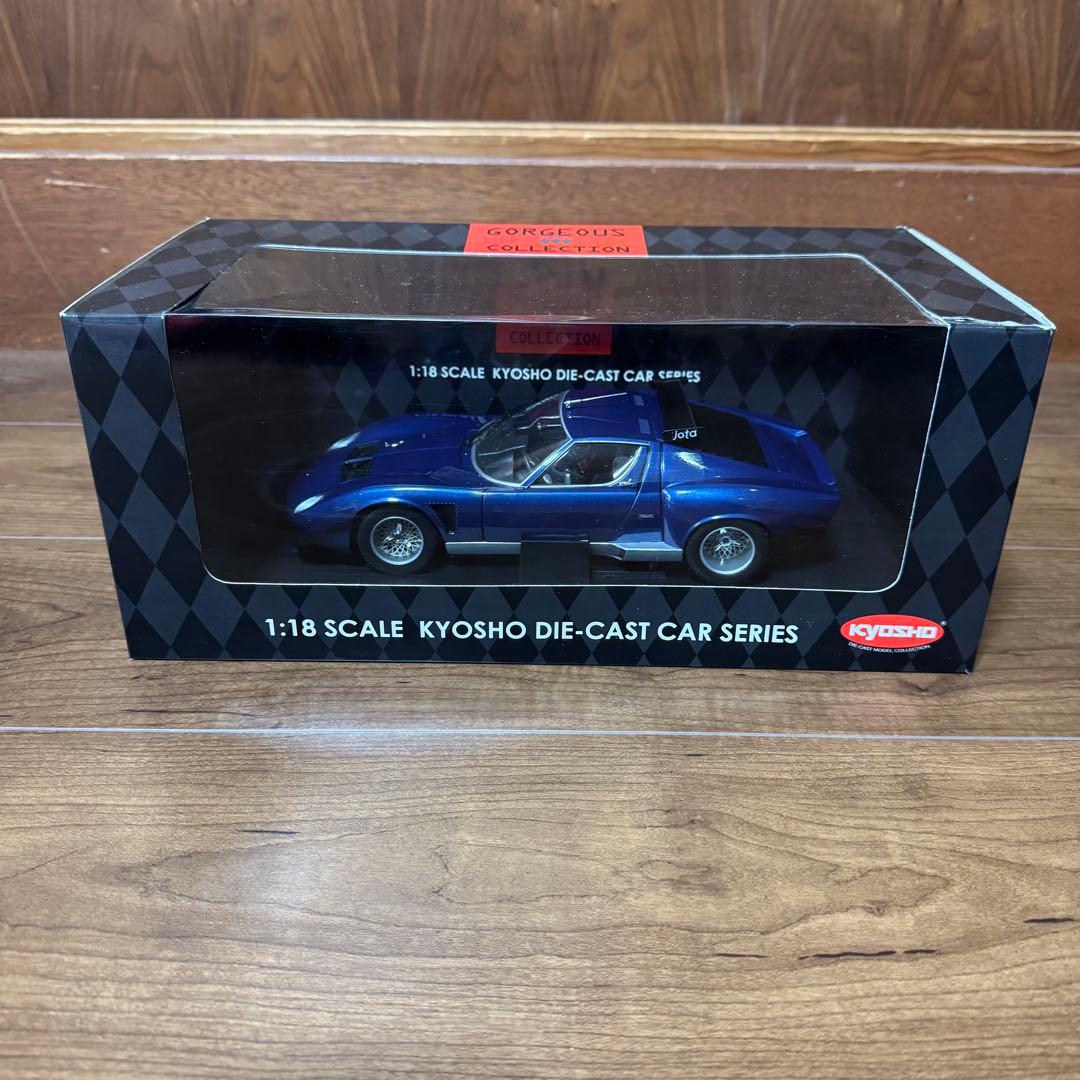 GORGEOUS
COLLECTION
COLLECTION
1:18 SCALE KYOSHO DIE-CAST CAR SERIES
Jota
1:18 SCALE KYOSHO DIE-CAST CAR SERIES
KYOSHO®
DIE-CAST MODEL COLLECTION